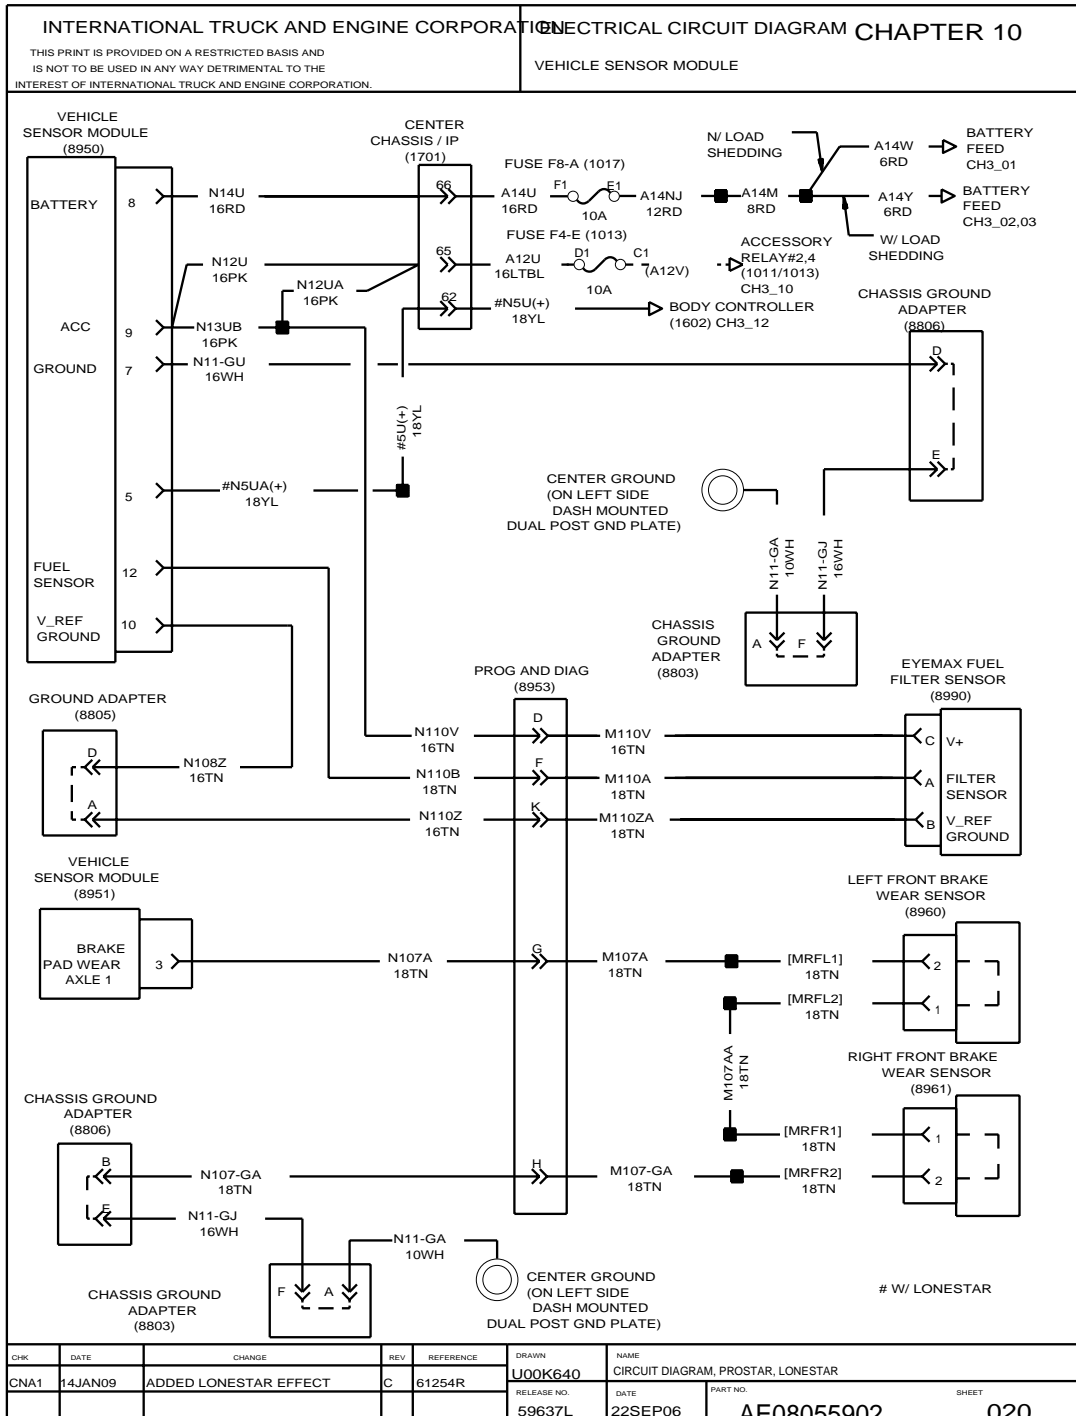 INTERNATIONAL TRUCK AND ENGINE CORPORATION
ELECTRICAL CIRCUIT DIAGRAM CHAPTER 10
THIS PRINT IS PROVIDED ON A RESTRICTED BASIS AND
IS NOT TO BE USED IN ANY WAY DETRIMENTAL TO THE
INTEREST OF INTERNATIONAL TRUCK AND ENGINE CORPORATION.
VEHICLE SENSOR MODULE
VEHICLE
SENSOR MODULE
(8950)
CENTER
CHASSIS / IP
(1701)
N/ LOAD
SHEDDING
A14W
6RD
BATTERY
FEED
CH3_01
FUSE F8-A (1017)
BATTERY
8
N14U
16RD
66
A14U
16RD
F1
E1
10A
A14NJ
12RD
A14M
8RD
A14Y
6RD
BATTERY
FEED
CH3_02,03
W/ LOAD
SHEDDING
FUSE F4-E (1013)
N12U
16PK
65
A12U
16LTBL
D1
C1
10A
(A12V)
ACCESSORY
RELAY#2,4
(1011/1013)
CH3_10
N12UA
16PK
62
#N5U(+)
18YL
BODY CONTROLLER
(1602) CH3_12
CHASSIS GROUND
ADAPTER
(8806)
ACC
9
N13UB
16PK
GROUND
7
N11-GU
16WH
D
#5U(+)
18YL
E
5
#N5UA(+)
18YL
CENTER GROUND
(ON LEFT SIDE
DASH MOUNTED
DUAL POST GND PLATE)
N11-GA
10WH
N11-GJ
16WH
FUEL
SENSOR
12
V_REF
GROUND
10
CHASSIS
GROUND
ADAPTER
(8803)
A
F
PROG AND DIAG
(8953)
EYEMAX FUEL
FILTER SENSOR
(8990)
GROUND ADAPTER
(8805)
D
N110V
16TN
M110V
16TN
C
V+
D
N108Z
16TN
N110B
18TN
F
M110A
18TN
A
FILTER
SENSOR
A
N110Z
16TN
K
M110ZA
18TN
B
V_REF
GROUND
VEHICLE
SENSOR MODULE
(8951)
LEFT FRONT BRAKE
WEAR SENSOR
(8960)
BRAKE
PAD WEAR
AXLE 1
3
N107A
18TN
G
M107A
18TN
[MRFL1]
18TN
2
[MRFL2]
18TN
1
M107AA
18TN
RIGHT FRONT BRAKE
WEAR SENSOR
(8961)
CHASSIS GROUND
ADAPTER
(8806)
[MRFR1]
18TN
1
B
N107-GA
18TN
H
M107-GA
18TN
[MRFR2]
18TN
2
E
N11-GJ
16WH
N11-GA
10WH
F
A
CHASSIS GROUND
ADAPTER
(8803)
CENTER GROUND
(ON LEFT SIDE
DASH MOUNTED
DUAL POST GND PLATE)
# W/ LONESTAR
CHK DATE CHANGE REV REFERENCE
CNA1 14JAN09 ADDED LONESTAR EFFECT C 61254R
DRAWN
U00K640
NAME
CIRCUIT DIAGRAM, PROSTAR, LONESTAR
RELEASE NO.
59637L
DATE
22SEP06
PART NO.
AE08055902
SHEET
020